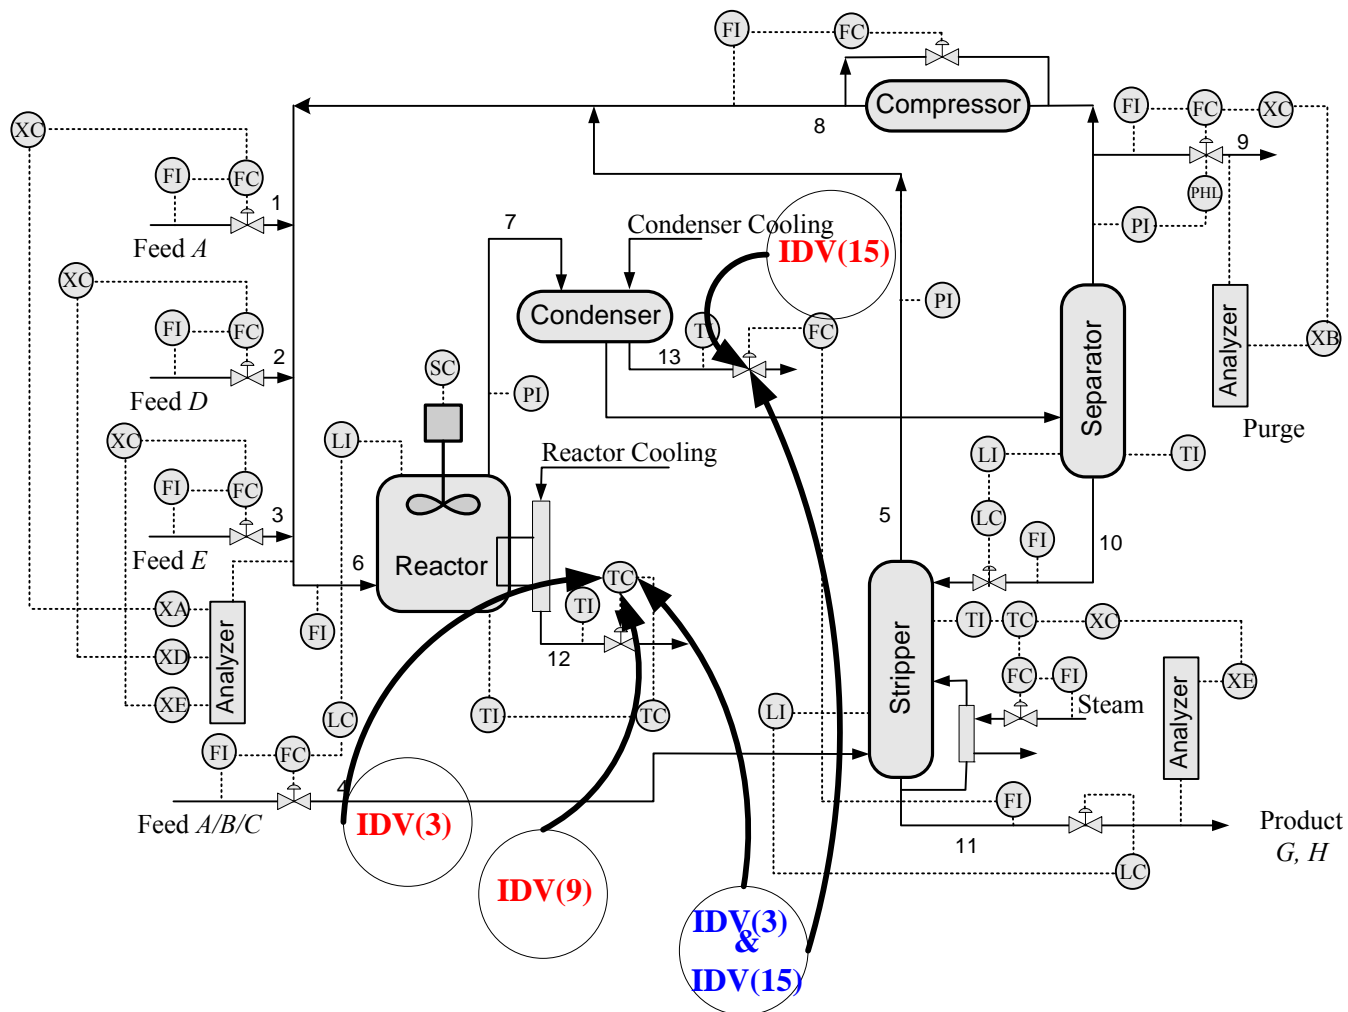 FI
FC
Compressor
8
FI
FC
XC
9
PHL
PI
XC
FI
FC
1
Feed A
7
Condenser Cooling
IDV(15)
XC
FI
FC
2
Feed D
Condenser
13
FC
PI
Separator
Analyzer
XB
Purge
SC
PI
XC
LI
FI
FC
3
Feed E
Reactor Cooling
LI
TI
LC
5
FI
10
6
Reactor
TC
TI
12
FI
XA
XD
XE
Analyzer
TI
TC
Stripper
TI
TC
XC
FC
FI
Steam
XE
Analyzer
LC
LI
FI
FC
4
Feed A/B/C
IDV(3)
FI
11
LC
Product
G, H
IDV(9)
IDV(3)
&
IDV(15)